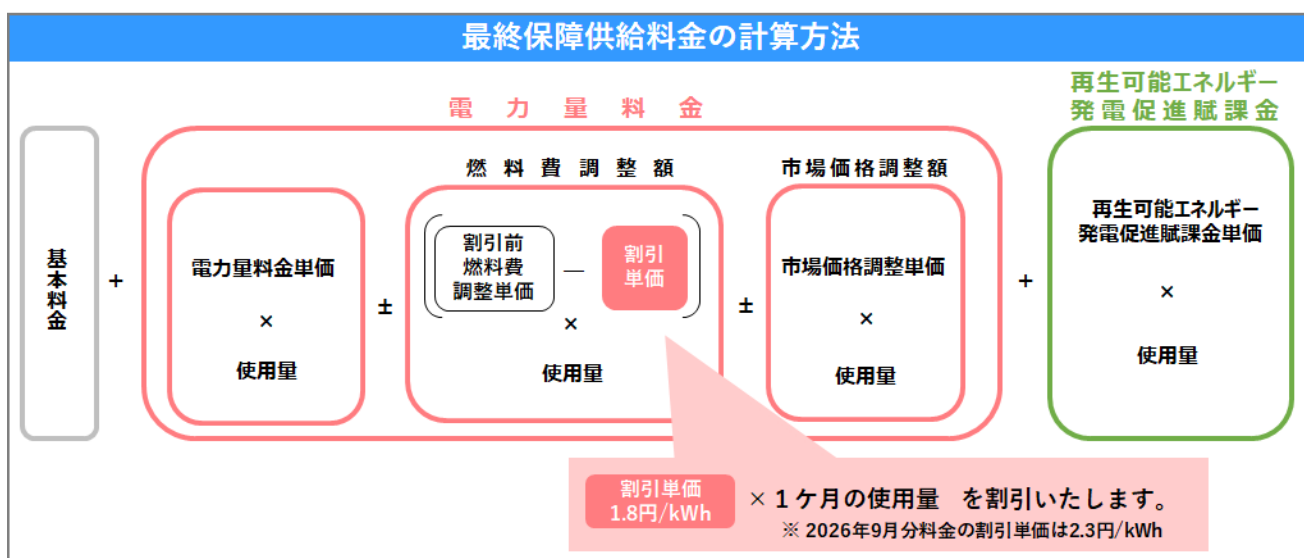 最終保障供給料金の計算方法
電力量料金
再生可能エネルギー
発電促進賦課金
基本料金
+
電力量料金単価
×
使用量
±
燃料費調整額
割引前
燃料費
調整単価
―
割引
単価
×
使用量
±
市場価格調整額
市場価格調整単価
×
使用量
+
再生可能エネルギー
発電促進賦課金単価
×
使用量
割引単価
1.8円/kWh
×1ケ月の使用量 を割引いたします。
※ 2026年9月分料金の割引単価は2.3円/kWh